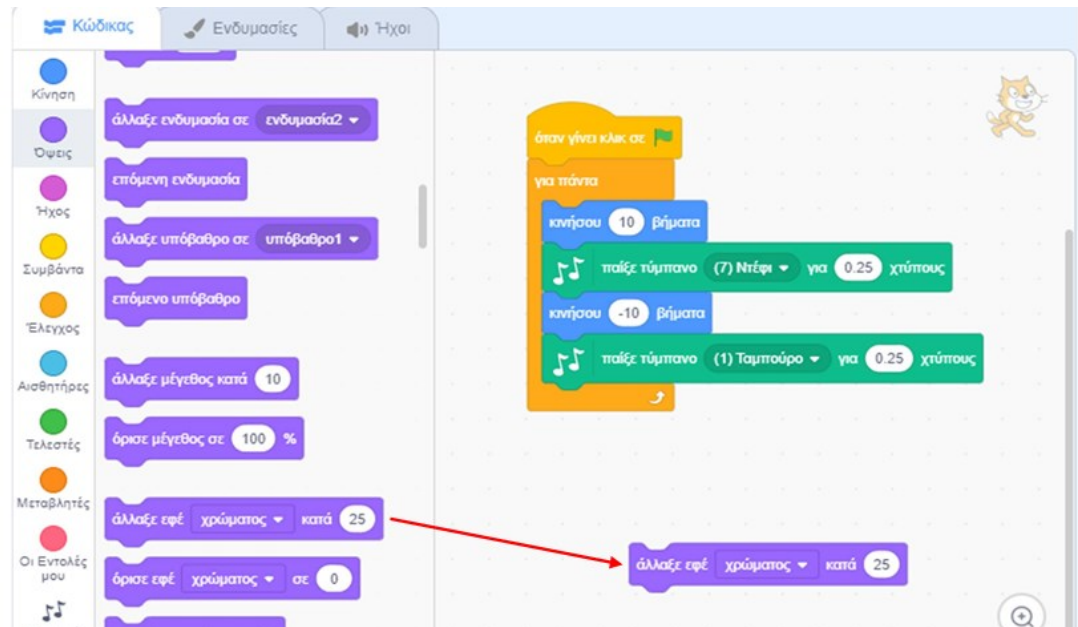 Κώδικας
Ενδυμασίες
Ήχοι
Κίνηση
Όψεις
Ήχος
Συμβάντα
Έλεγχος
Αισθητήρες
Τελεστές
Μεταβλητές
Οι Εντολές
μου
άλλαξε ενδυμασία σε ενδυμασία2
επόμενη ενδυμασία
άλλαξε υπόβαθρο σε υπόβαθρο1
επόμενο υπόβαθρο
άλλαξε μέγεθος κατά 10
όρισε μέγεθος σε 100 %
άλλαξε εφέ χρώματος κατά 25
όρισε εφέ χρώματος σε 0
όταν γίνει κλικ σε
για πάντα
κινήσου 10 βήματα
παίξε τύμπανο (7) Ντέφι για 0.25 χτύπους
κινήσου -10 βήματα
παίξε τύμπανο (1) Ταμπούρο για 0.25 χτύπους
άλλαξε εφέ χρώματος κατά 25